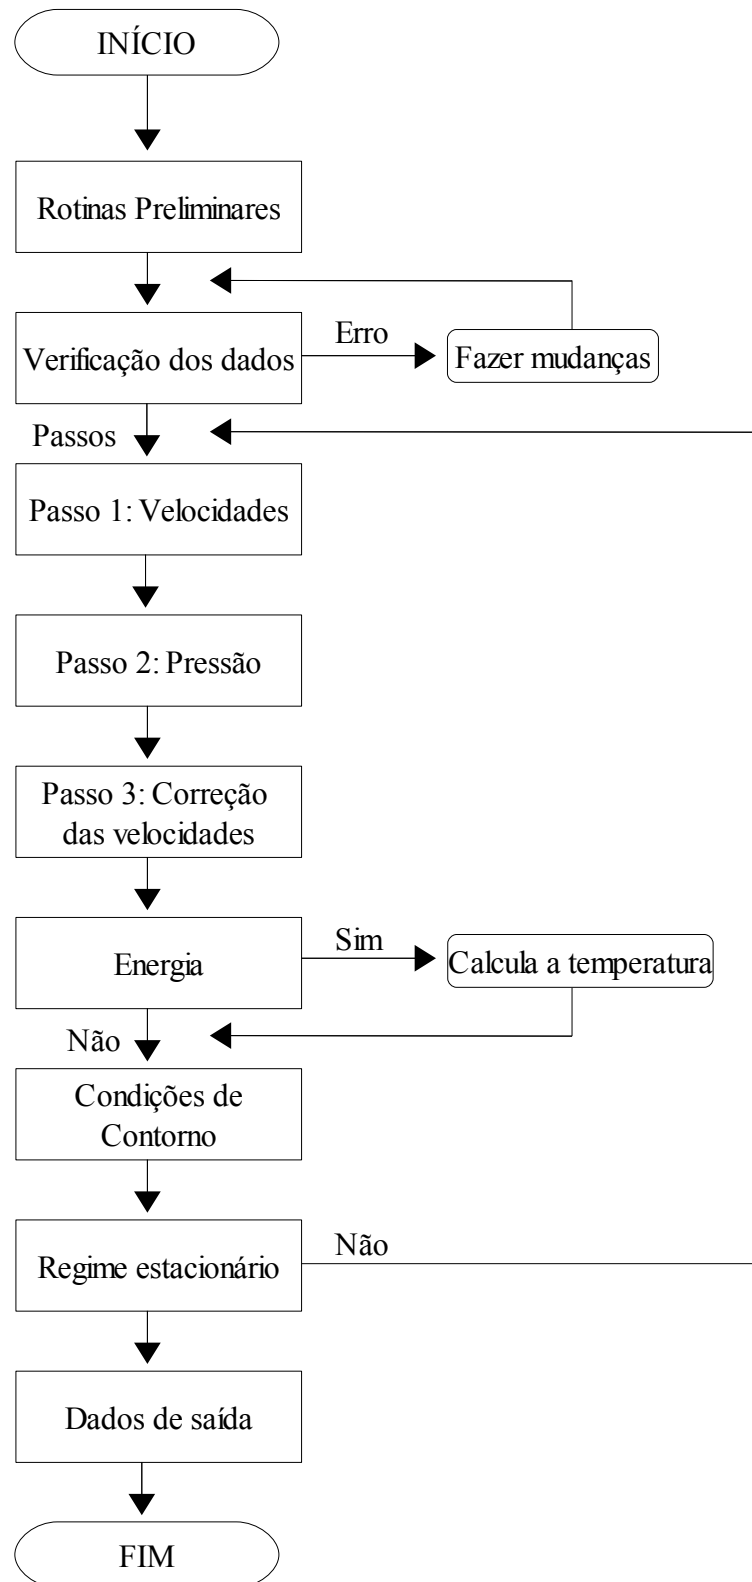 INÍCIO
Rotinas Preliminares
Verificação dos dados
Erro
Fazer mudanças
Passos
Passo 1: Velocidades
Passo 2: Pressão
Passo 3: Correção
das velocidades
Energia
Sim
Calcula a temperatura
Não
Condições de
Contorno
Regime estacionário
Não
Dados de saída
FIM